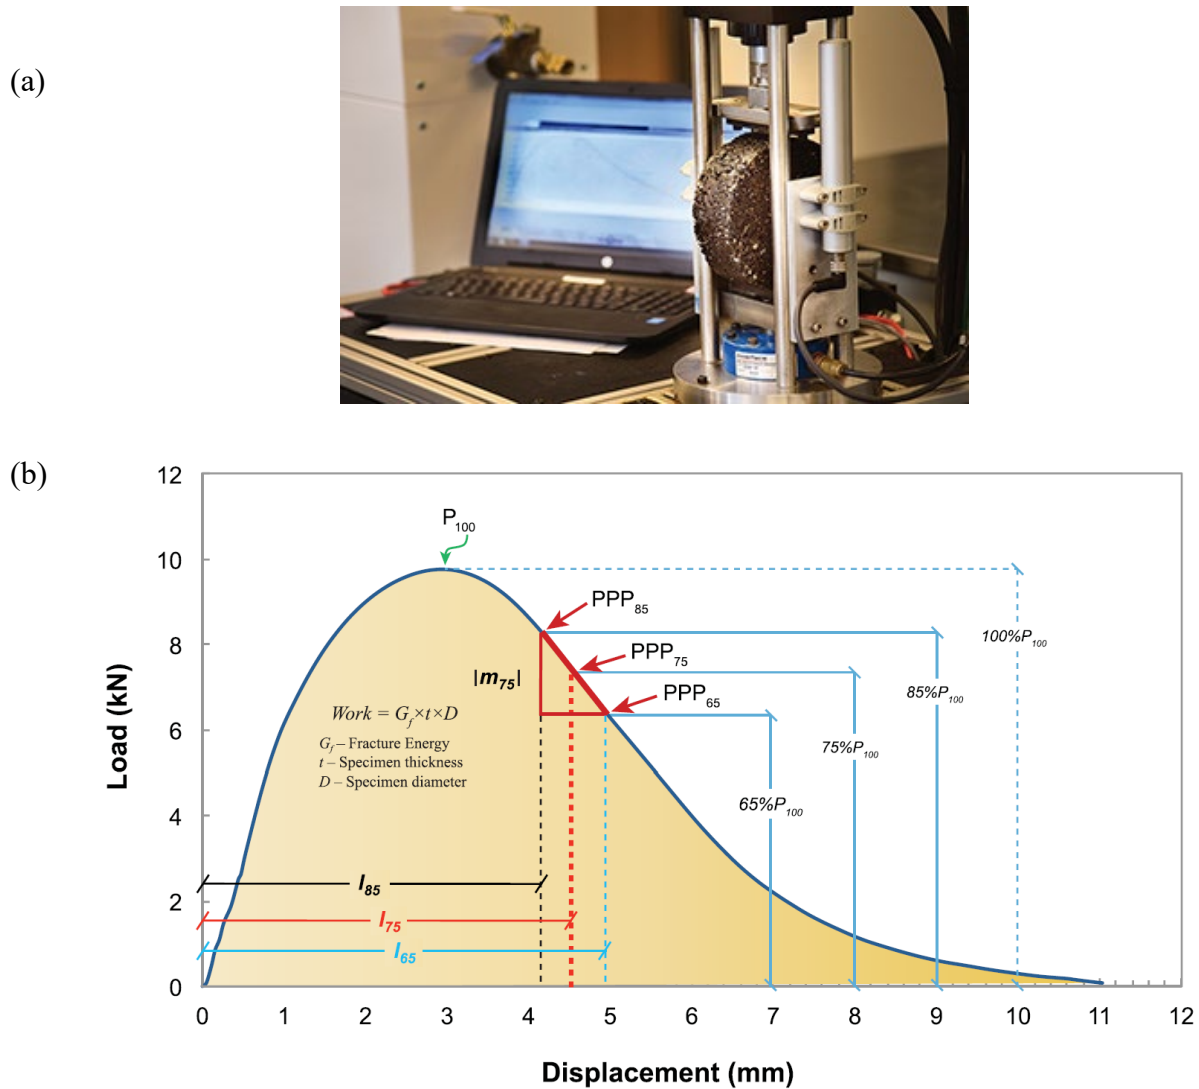 (a)
(b)
12
10
8
6
4
2
0
Load (kN)
P100
PPP85
PPP75
PPP65
|m75|
Work = Gf×t×D
Gf – Fracture Energy
t – Specimen thickness
D – Specimen diameter
100%P100
85%P100
75%P100
65%P100
l85
l75
l65
0 1 2 3 4 5 6 7 8 9 10 11 12
Displacement (mm)